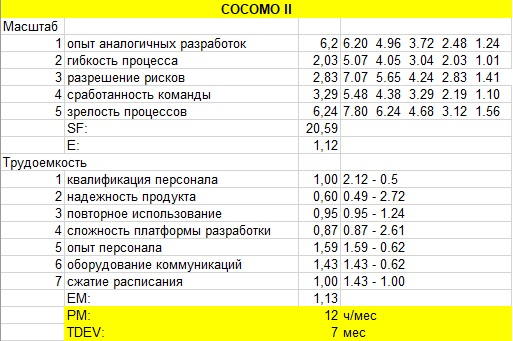 COCOMO II
Масштаб
1 опыт аналогичных разработок 6,2 6.20 4.96 3.72 2.48 1.24
2 гибкость процесса 2,03 5.07 4.05 3.04 2.03 1.01
3 разрешение рисков 2,83 7.07 5.65 4.24 2.83 1.41
4 сработанность команды 3,29 5.48 4.38 3.29 2.19 1.10
5 зрелость процессов 6,24 7.80 6.24 4.68 3.12 1.56
SF: 20,59
E: 1,12
Трудоемкость
1 квалификация персонала 1,00 2.12 - 0.5
2 надежность продукта 0,60 0.49 - 2.72
3 повторное использование 0,95 0.95 - 1.24
4 сложность платформы разработки 0,87 0.87 - 2.61
5 опыт персонала 1,59 1.59 - 0.62
6 оборудование коммуникаций 1,43 1.43 - 0.62
7 сжатие расписания 1,00 1.43 - 1.00
EM: 1,13
PM: 12 ч/мес
TDEV: 7 мес